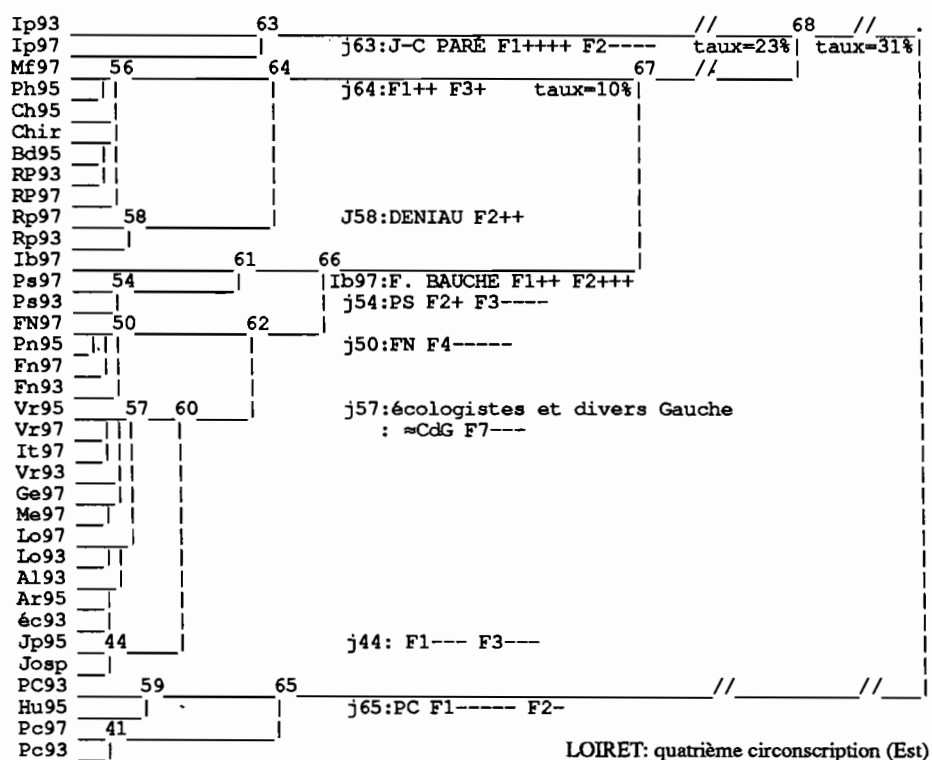 Ip93 63 // 68 // .
Ip97 j63:J-C PARÉ F1++++ F2---- taux=23% taux=31%
Mf97 56 64 67 //
Ph95 j64:F1++ F3+ taux=10%
Ch95
Chir
Bd95
RP93
RP97
Rp97 58 J58:DENIAU F2++
Rp93
Ib97 61 66
Ps97 54 Ib97:F. BAUCHE F1++ F2+++
Ps93 j54:PS F2+ F3----
FN97 50 62
Pn95 j50:FN F4-----
Fn97
Fn93
Vr95 57 60 j57:écologistes et divers Gauche
Vr97 : ≈CdG F7---
It97
Vr93
Ge97
Me97
Lo97
Lo93
Al93
Ar95
éc93
Jp95 44 j44: F1--- F3---
Josp
PC93 59 65 // //
Hu95 j65:PC F1----- F2-
Pc97 41
Pc93 LOIRET: quatrième circonscription (Est)